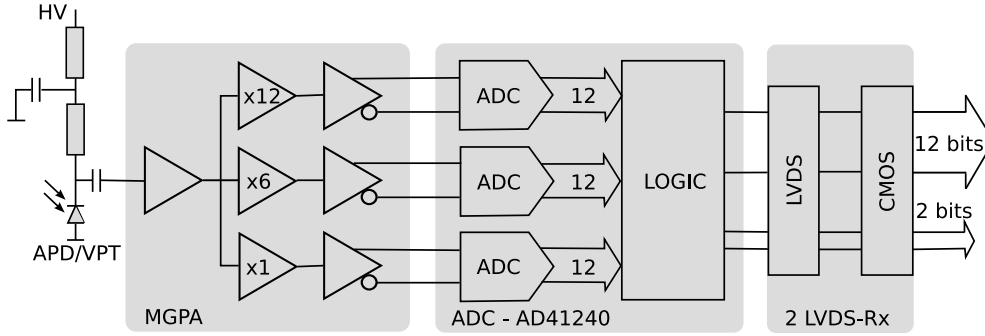 HV
APD/VPT
x12
x6
x1
MGPA
ADC
12
ADC
12
ADC
12
LOGIC
ADC - AD41240
LVDS
CMOS
2 LVDS-Rx
12 bits
2 bits